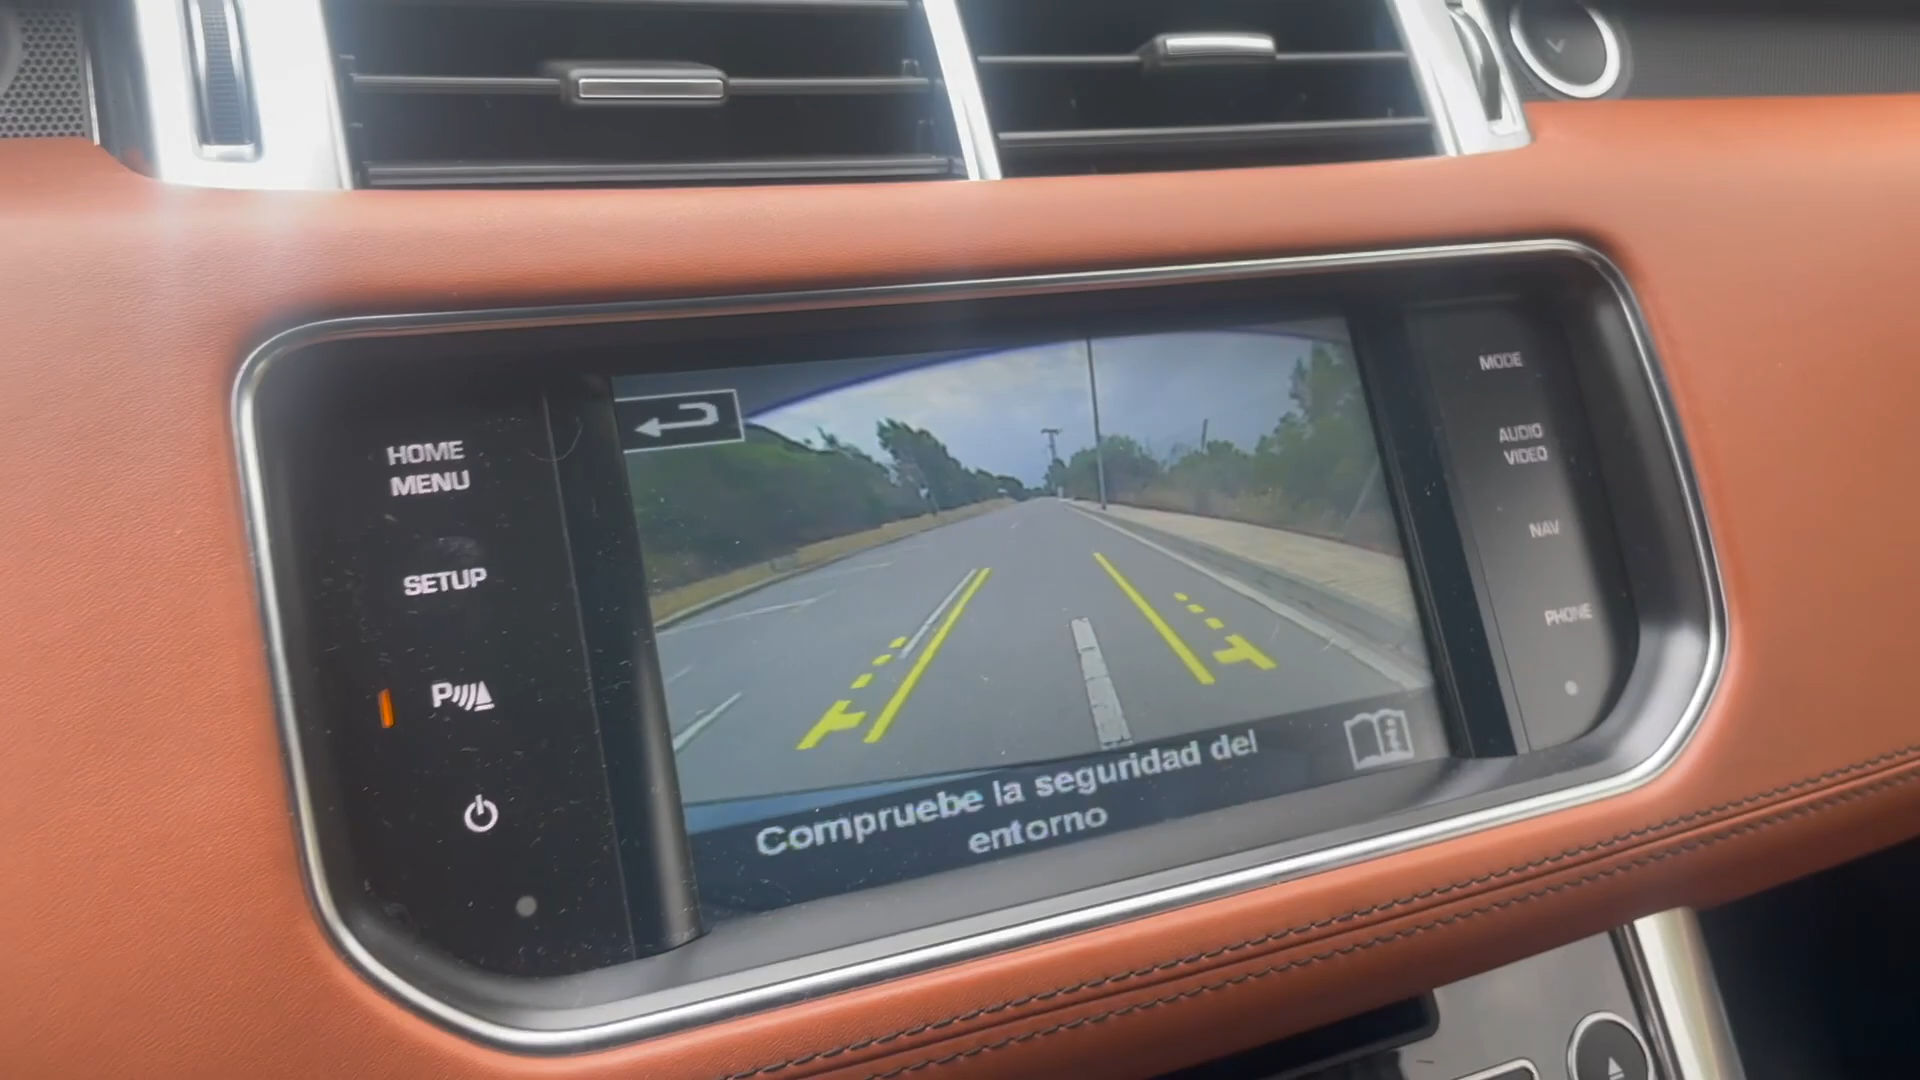 HOME
MENU
SETUP
P
Compruebe la seguridad del
entorno
MODE
AUDIO
VIDEO
NAV
PHONE